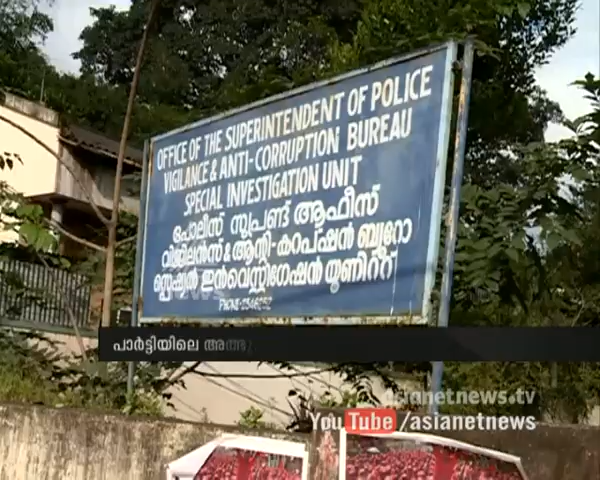 OFFICE OF THE SUPERINTENDENT OF POLICE
VIGILANCE & ANTI-CORRUPTION BUREAU
SPECIAL INVESTIGATION UNIT
പോലീസ് സൂപ്രണ്ട് ആഫീസ്
വിജിലൻസ് & ആന്റി-കറപ്ഷൻ ബ്യൂറോ
സ്പെഷ്യൽ ഇൻവെസ്റ്റിഗേഷൻ യൂണിറ്റ്
NEWS
പാർട്ടിയിലെ
asianetnews.tv
YouTube /asianetnews